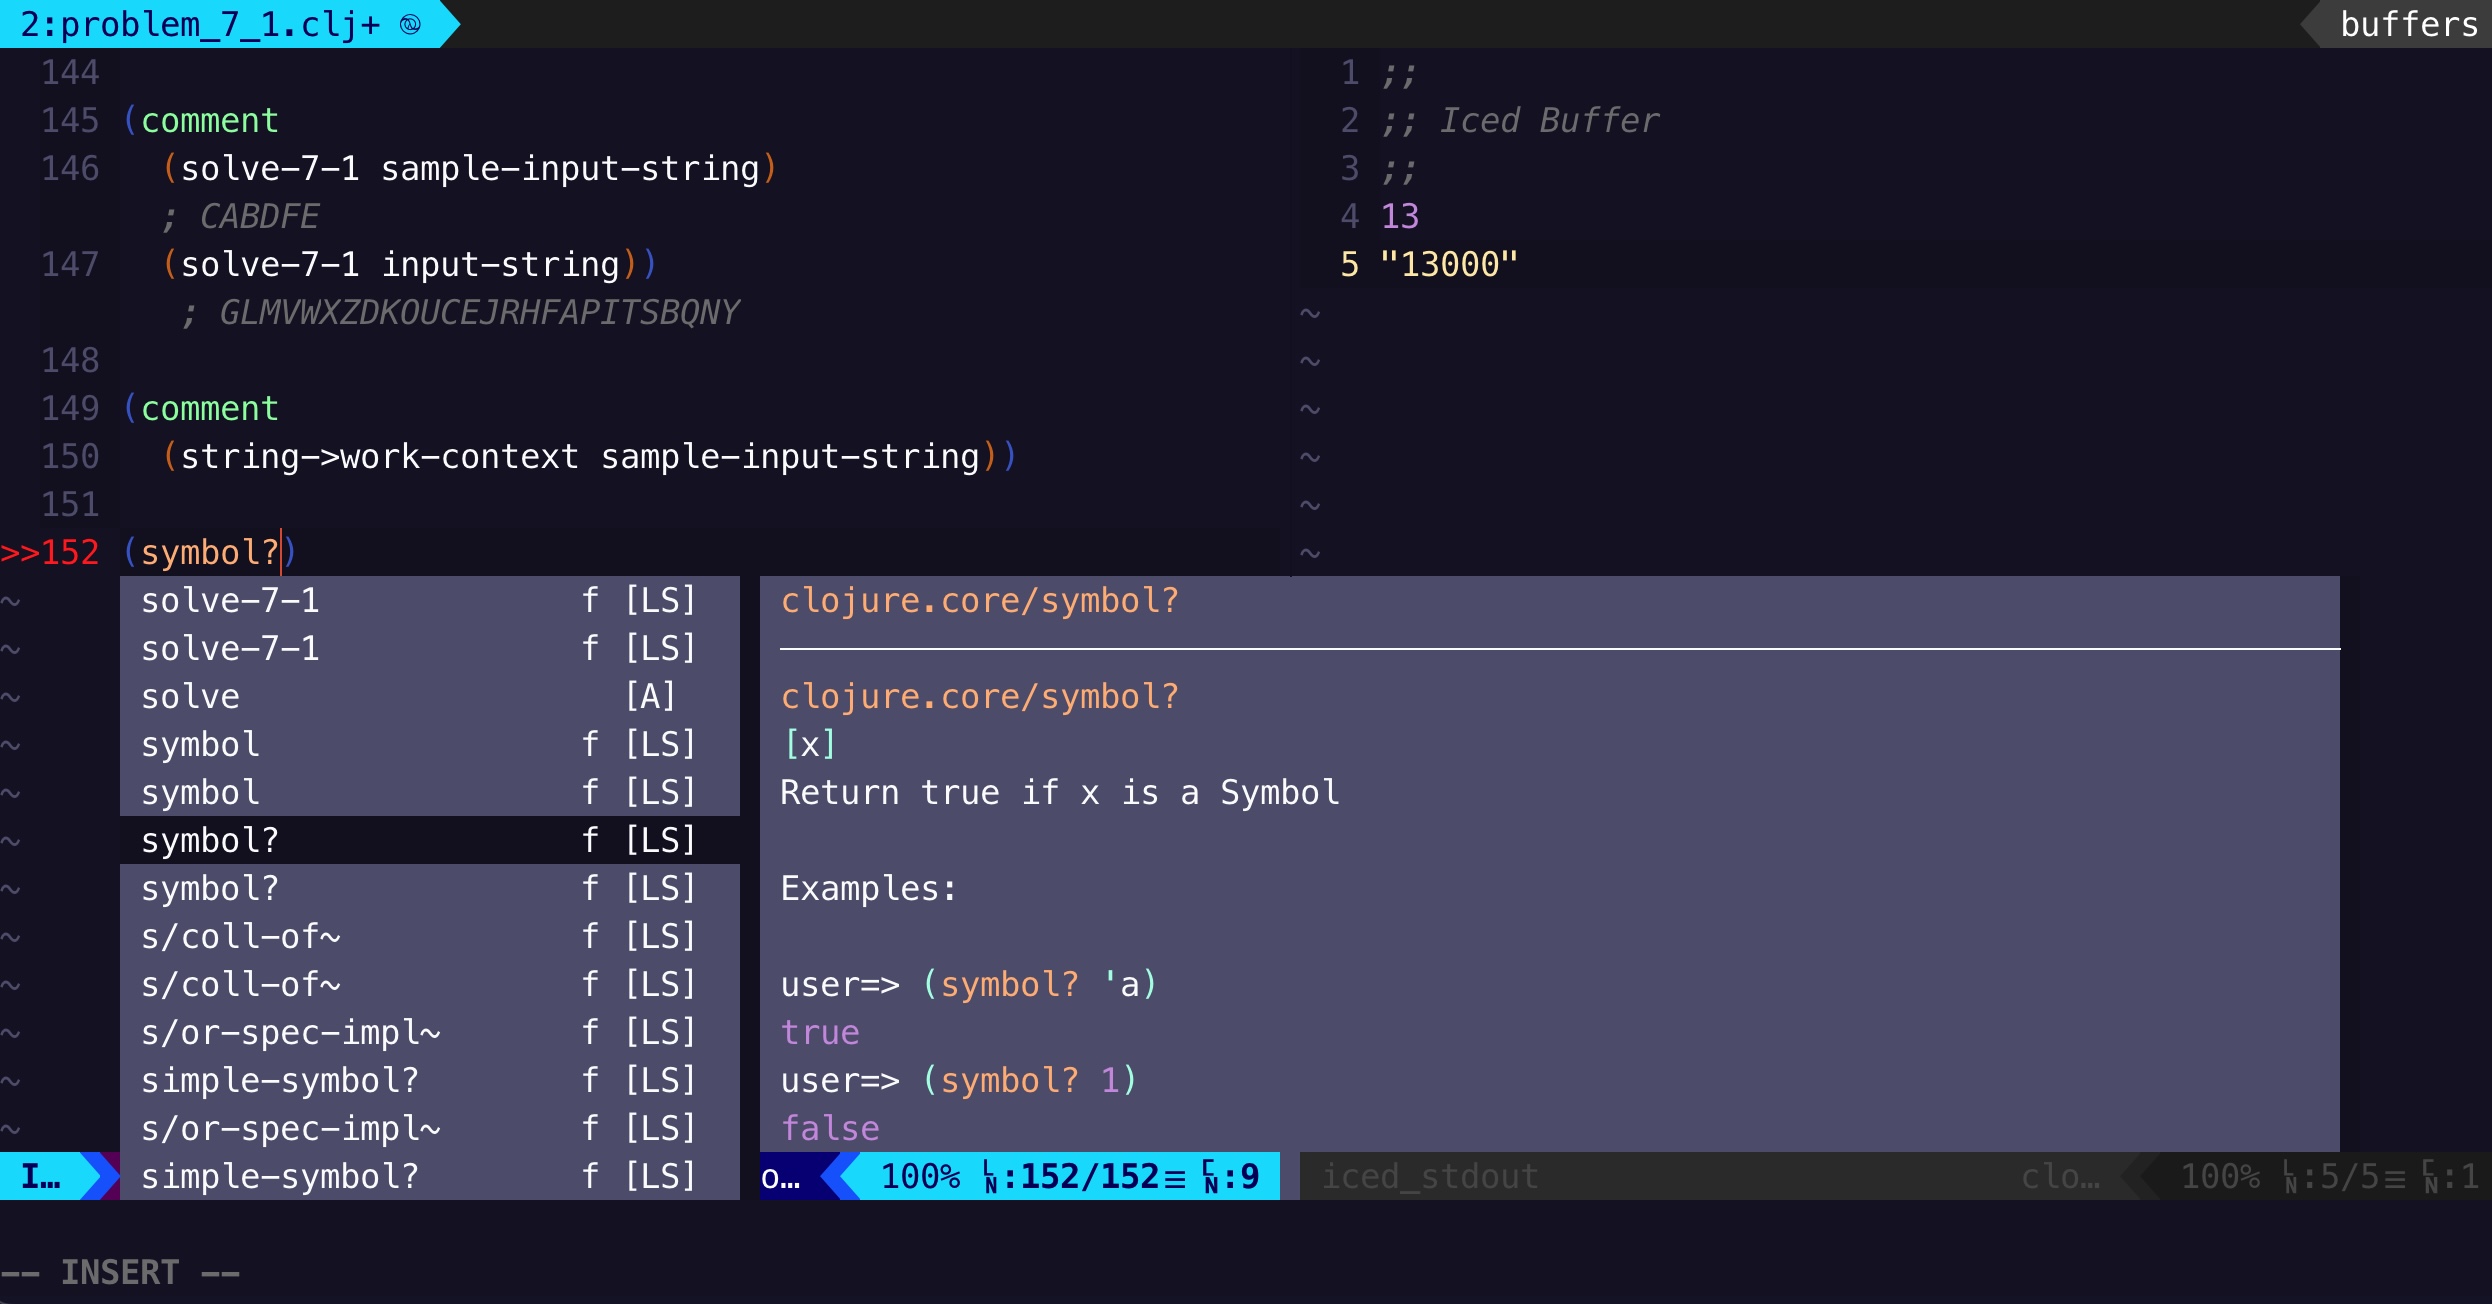 2:problem_7_1.clj+
buffers
144
145 (comment
146   (solve-7-1 sample-input-string)
  ; CABDFE
147   (solve-7-1 input-string))
   ; GLMVWXZDKOUCEJRHFAPITSBQNY
148
149 (comment
150   (string->work-context sample-input-string))
151
>>152 (symbol?)
~ solve-7-1 f [LS]
~ solve-7-1 f [LS]
~ solve [A]
~ symbol f [LS]
~ symbol f [LS]
~ symbol? f [LS]
~ symbol? f [LS]
~ s/coll-of~ f [LS]
~ s/coll-of~ f [LS]
~ s/or-spec-impl~ f [LS]
~ simple-symbol? f [LS]
~ s/or-spec-impl~ f [LS]
simple-symbol? f [LS]
1 ;;
2 ;; Iced Buffer
3 ;;
4 13
5 "13000"
~
~
~
~
~
~
clojure.core/symbol?
clojure.core/symbol?
[x]
Return true if x is a Symbol
Examples:
user=> (symbol? 'a)
true
user=> (symbol? 1)
false
I…
o… 100% LN:152/152≡ CN:9
iced_stdout clo… 100% LN:5/5≡ CN:1
-- INSERT --